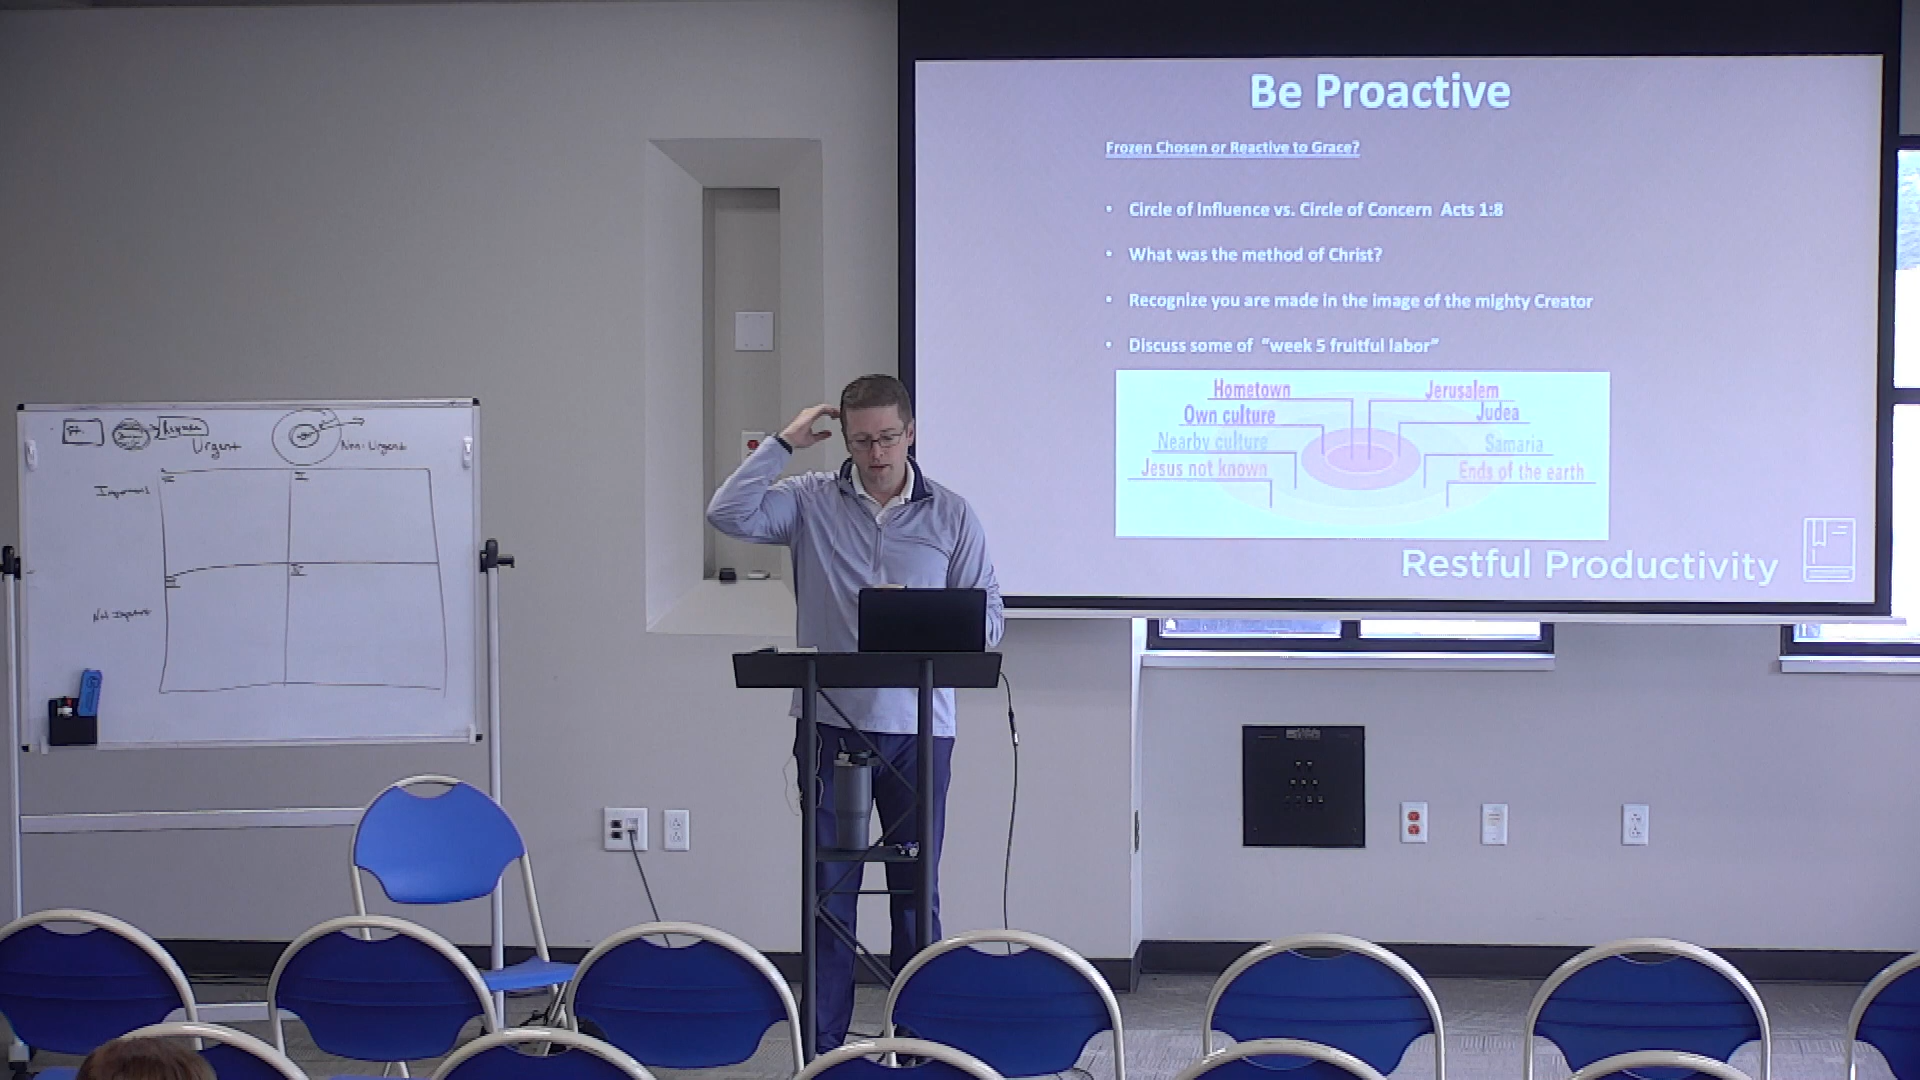 Be Proactive
Frozen Chosen or Reactive to Grace?
• Circle of Influence vs. Circle of Concern Acts 1:8
• What was the method of Christ?
• Recognize you are made in the image of the mighty Creator
• Discuss some of "week 5 fruitful labor"
Hometown Jerusalem
Own culture Judea
Nearby culture Samaria
Jesus not known Ends of the earth
Restful Productivity
Urgent
Non-Urgent
Important
I